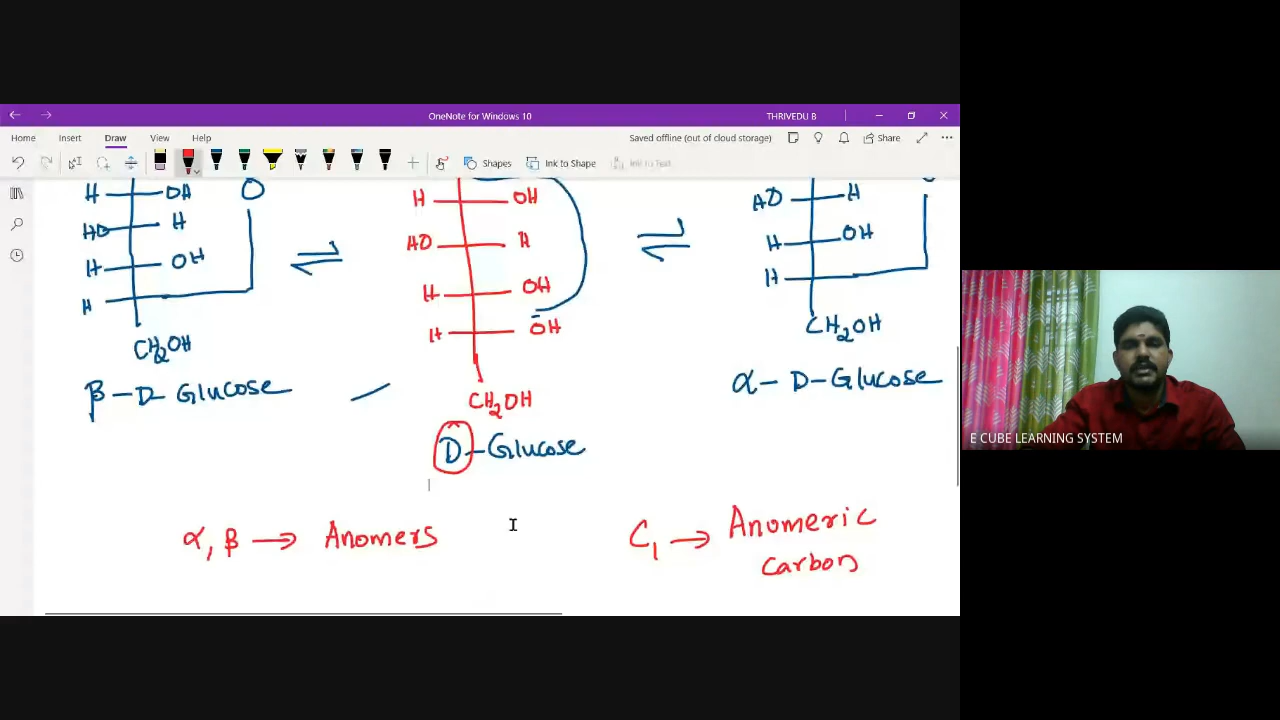 OneNote for Windows 10
THRIVEDU B
Home Insert Draw View Help
Saved offline (out of cloud storage)
Share
Shapes
Ink to Shape
Ink to Text
H OH O
HO H
H OH
H
CH2OH
β-D Glucose
H OH
HO H
H OH
H OH
CH2OH
D-Glucose
HO H
H OH
H
CH2OH
α-D-Glucose
α, β → Anomers
C1 → Anomeric
carbon
E CUBE LEARNING SYSTEM